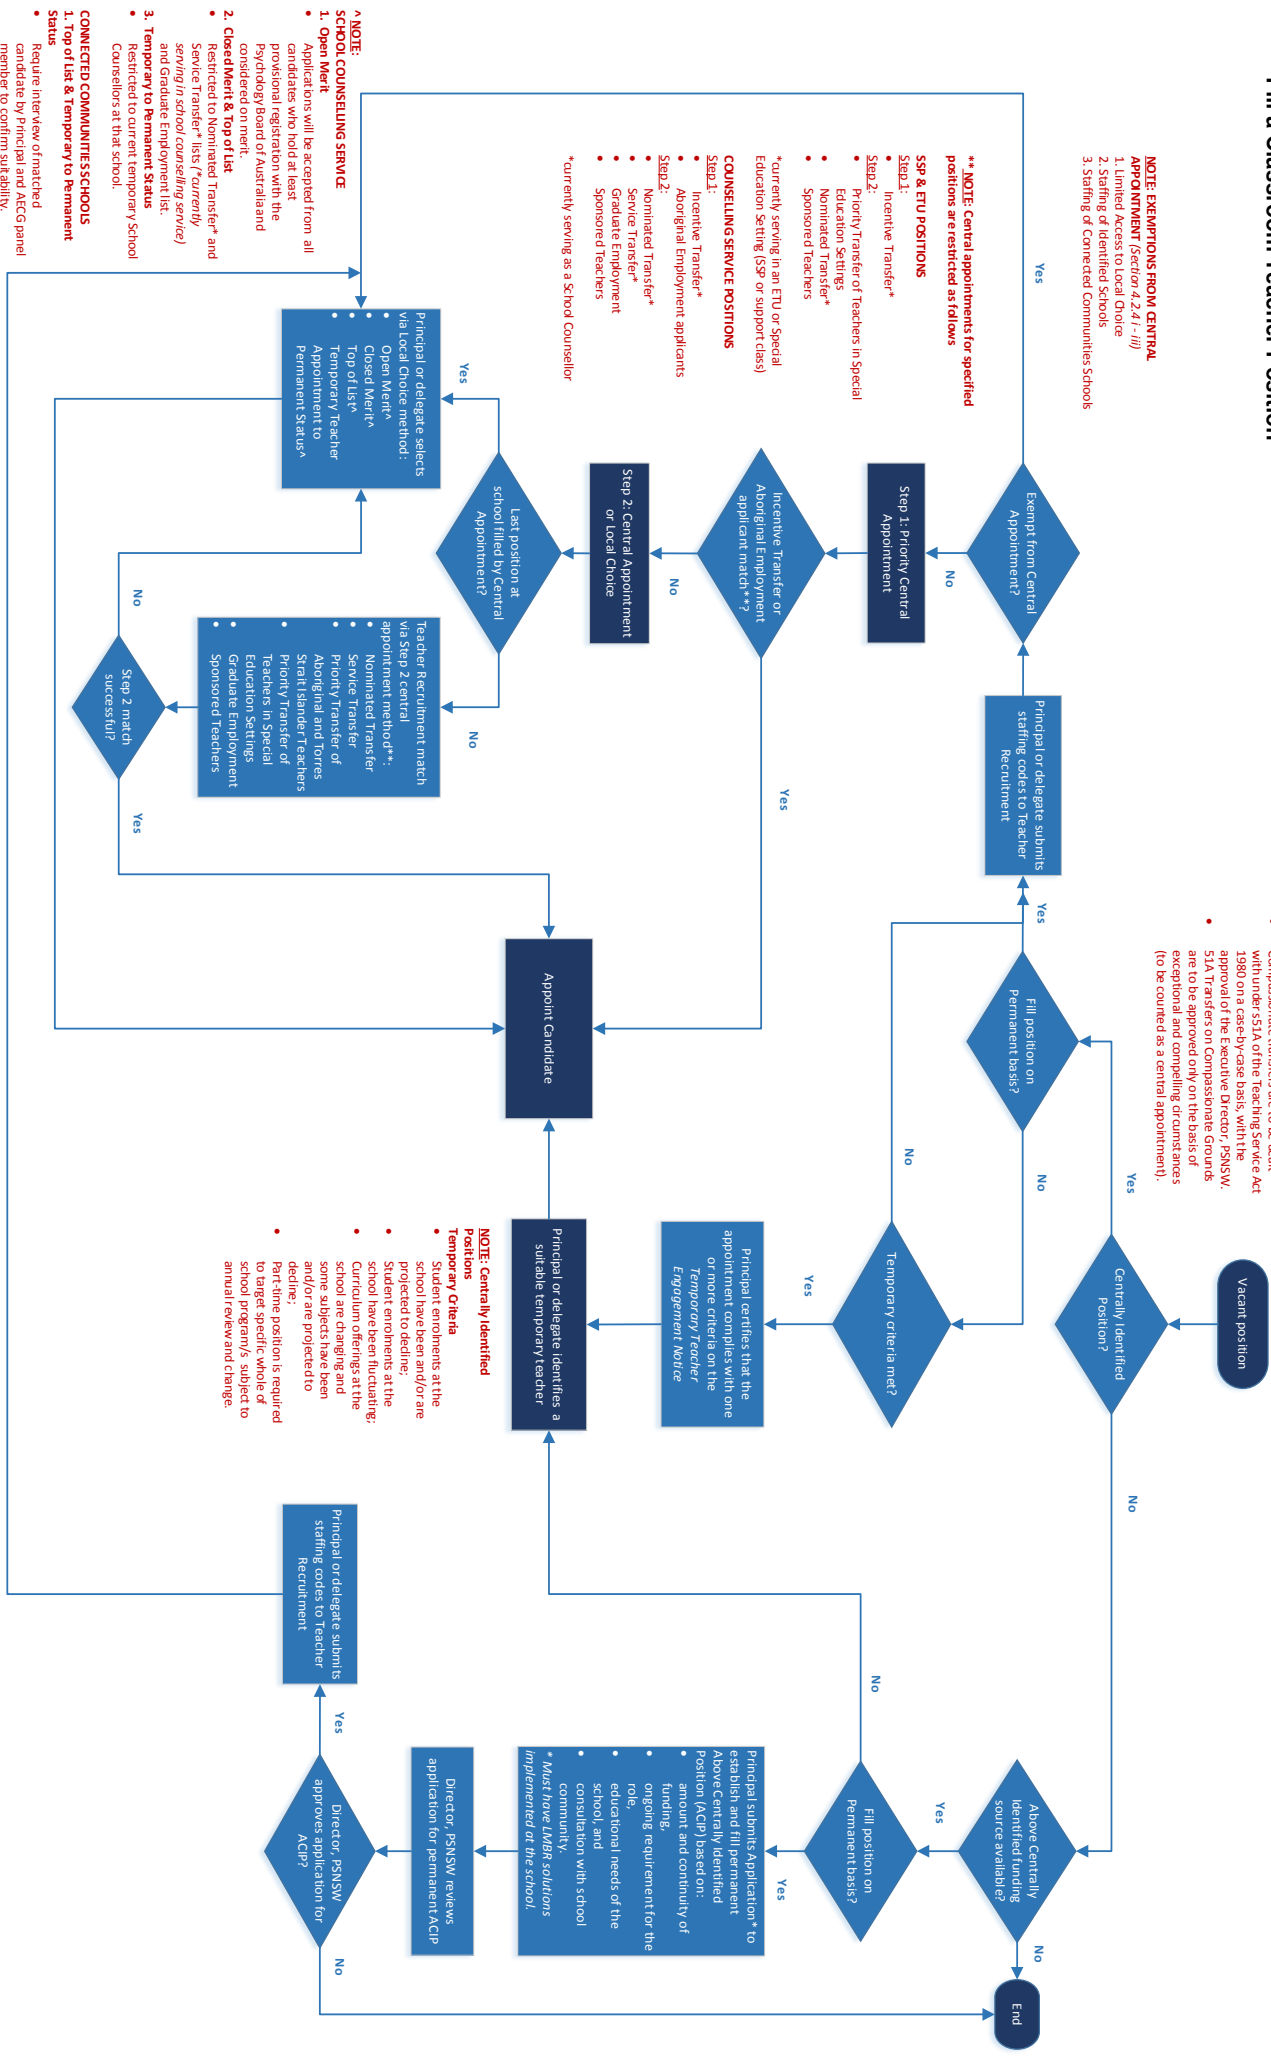 Fill a Classroom Teacher Position
with under s51A of the Teaching Service Act
1980 on a case-by-case basis, with the
approval of the Executive Director, PSNSW.
51A Transfers on Compassionate Grounds
are to be approved only on the basis of
exceptional and compelling circumstances
(to be counted as a central appointment).
NOTE: EXEMPTIONS FROM CENTRAL
APPOINTMENT (Section 4.2.4 i - iii)
1. Limited Access to Local Choice
2. Staffing of Identified Schools
3. Staffing of Connected Communities Schools
Vacant position
Centrally Identified
Position?
Yes
No
Above Centrally
Identified funding
source available?
No
End
Yes
Fill position on
Permanent basis?
Yes
No
Exempt from Central
Appointment?
Yes
No
Principal or delegate submits
staffing codes to Teacher
Recruitment
Temporary criteria met?
No
Yes
Fill position on
Permanent basis?
No
Yes
** NOTE: Central appointments for specified
positions are restricted as follows
SSP & ETU POSITIONS
Step 1:
• Incentive Transfer*
Step 2:
• Priority Transfer of Teachers in Special
Education Settings
• Nominated Transfer*
• Sponsored Teachers
*currently serving in an ETU or Special
Education Setting (SSP or support class)
COUNSELLING SERVICE POSITIONS
Step 1:
• Incentive Transfer*
• Aboriginal Employment applicants
Step 2:
• Nominated Transfer*
• Service Transfer*
• Graduate Employment
• Sponsored Teachers
*currently serving as a School Counsellor
Step 1: Priority Central
Appointment
Incentive Transfer or
Aboriginal Employment
applicant match**?
Yes
No
Step 2: Central Appointment
or Local Choice
Principal certifies that the
appointment complies with one
or more criteria on the
Temporary Teacher
Engagement Notice
Principal submits Application* to
establish and fill permanent
Above Centrally Identified
Position (ACIP) based on:
• amount and continuity of
funding,
• ongoing requirement for the
role,
• educational needs of the
school, and
• consultation with school
community.
* Must have LMBR solutions
implemented at the school.
Last position at
school filled by Central
Appointment?
Yes
No
Appoint Candidate
Principal or delegate identifies a
suitable temporary teacher
NOTE: Centrally Identified
Positions
Temporary Criteria
• Student enrolments at the
school have been and/or are
projected to decline;
• Student enrolments at the
school have been fluctuating;
• Curriculum offerings at the
school are changing and
some subjects have been
and/or are projected to
decline;
• Part-time position is required
to target specific whole of
school program/s subject to
annual review and change.
Director, PSNSW reviews
application for permanent ACIP
Principal or delegate selects
via Local Choice method:
• Open Merit^
• Closed Merit^
• Top of List^
• Temporary Teacher
Appointment to
Permanent Status^
Teacher Recruitment match
via Step 2 central
appointment method**:
• Nominated Transfer
• Service Transfer
• Priority Transfer of
Aboriginal and Torres
Strait Islander Teachers
• Priority Transfer of
Teachers in Special
Education Settings
• Graduate Employment
• Sponsored Teachers
Principal or delegate submits
staffing codes to Teacher
Recruitment
Yes
Director, PSNSW
approves application for
ACIP?
No
Step 2 match
successful?
No
Yes
^ NOTE:
SCHOOL COUNSELLING SERVICE
1. Open Merit
• Applications will be accepted from all
candidates who hold at least
provisional registration with the
Psychology Board of Australia and
considered on merit.
2. Closed Merit & Top of List
• Restricted to Nominated Transfer* and
Service Transfer* lists (*currently
serving in school counselling service)
and Graduate Employment list.
3. Temporary to Permanent Status
• Restricted to current temporary School
Counsellors at that school.
CONNECTED COMMUNITIES SCHOOLS
1. Top of List & Temporary to Permanent
Status
• Require interview of matched
candidate by Principal and AECG panel
member to confirm suitability.